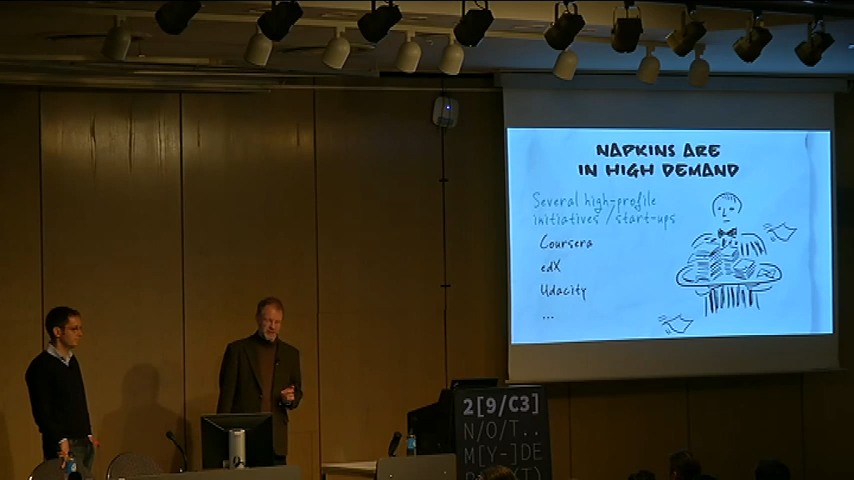 NAPKINS ARE
IN HIGH DEMAND
Several high-profile
initiatives / start-ups
Coursera
edX
Udacity
...
2[9/C3]
N/O/T..
M[Y-]DE